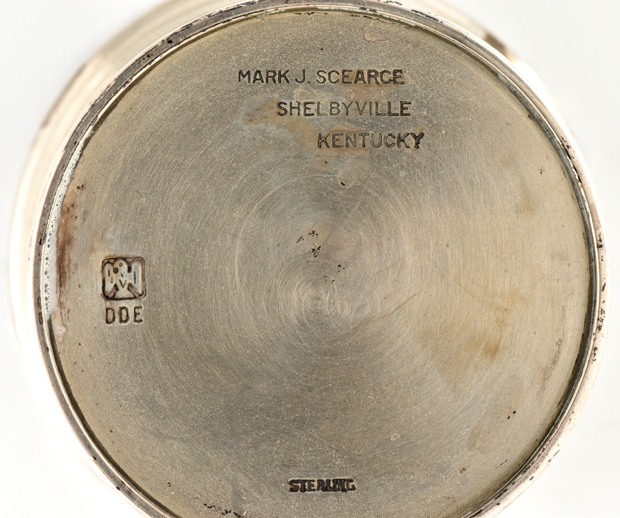 MARK J. SCEARCE
SHELBYVILLE
KENTUCKY
DDE
STERLING